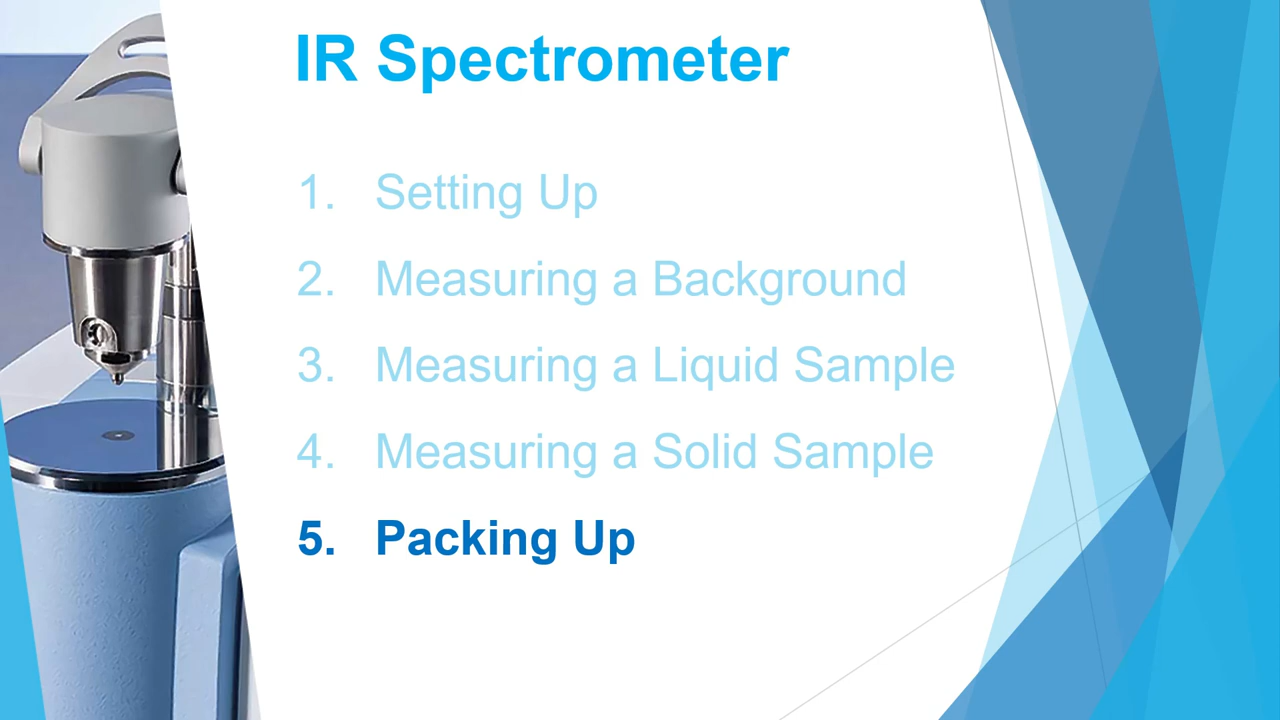 IR Spectrometer
1. Setting Up
2. Measuring a Background
3. Measuring a Liquid Sample
4. Measuring a Solid Sample
5. Packing Up